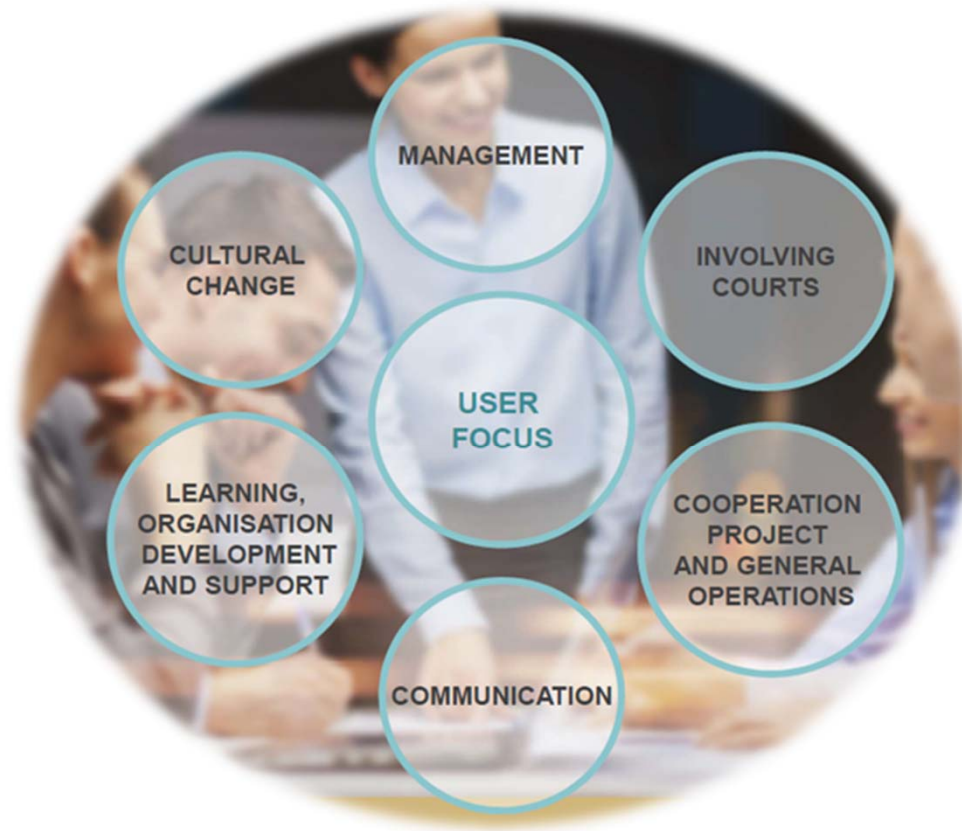 MANAGEMENT
CULTURAL
CHANGE
INVOLVING
COURTS
USER
FOCUS
LEARNING,
ORGANISATION
DEVELOPMENT
AND SUPPORT
COOPERATION
PROJECT
AND GENERAL
OPERATIONS
COMMUNICATION